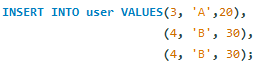 INSERT INTO user VALUES(3, 'A',20),
(4, 'B', 30),
(4, 'B', 30);